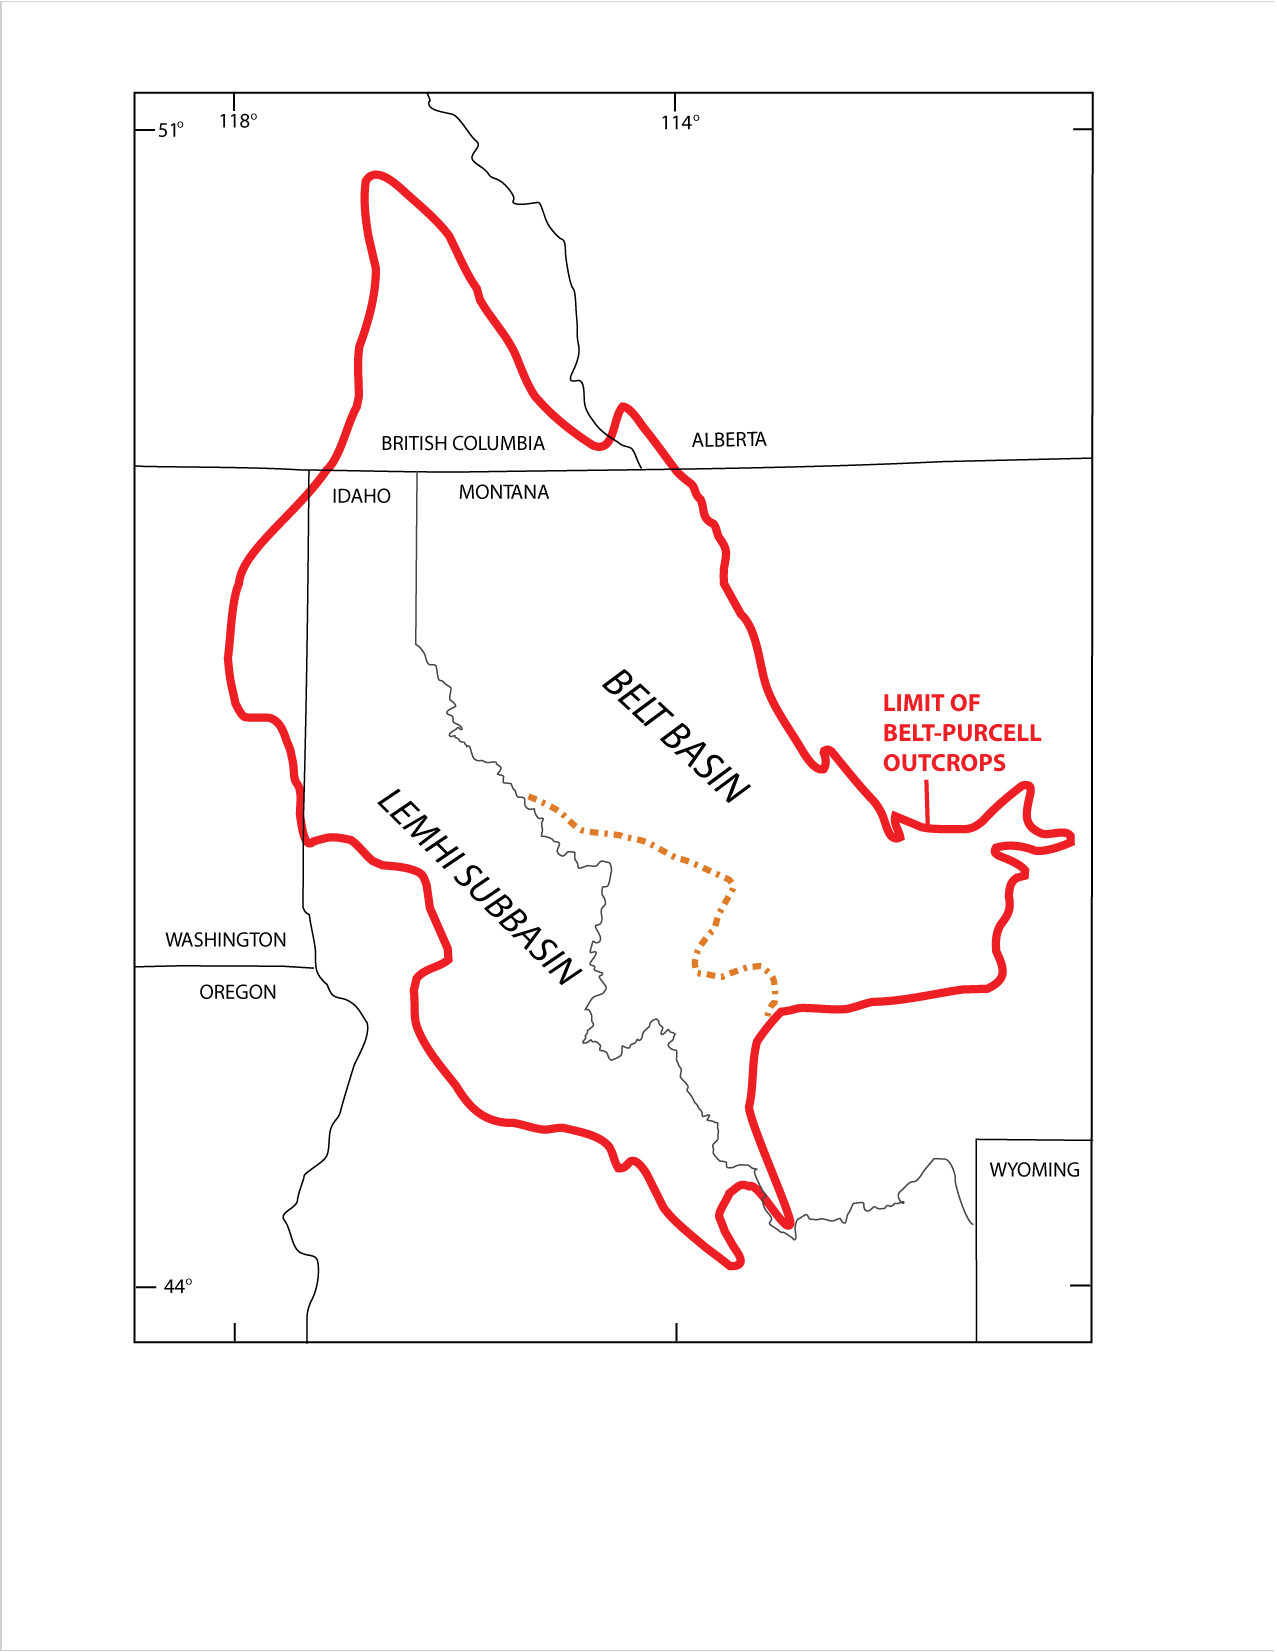 118°
114°
51°
BRITISH COLUMBIA
ALBERTA
IDAHO
MONTANA
BELT BASIN
LIMIT OF
BELT-PURCELL
OUTCROPS
LEMHI SUBBASIN
WASHINGTON
OREGON
WYOMING
44°